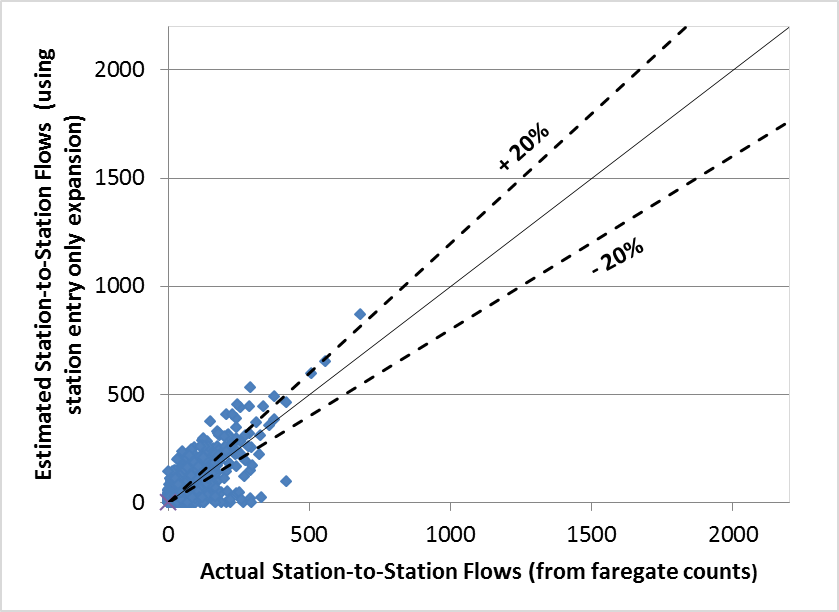 Estimated Station-to-Station Flows (using
station entry only expansion)
2000
1500
1000
500
0
+ 20%
- 20%
0 500 1000 1500 2000
Actual Station-to-Station Flows (from faregate counts)